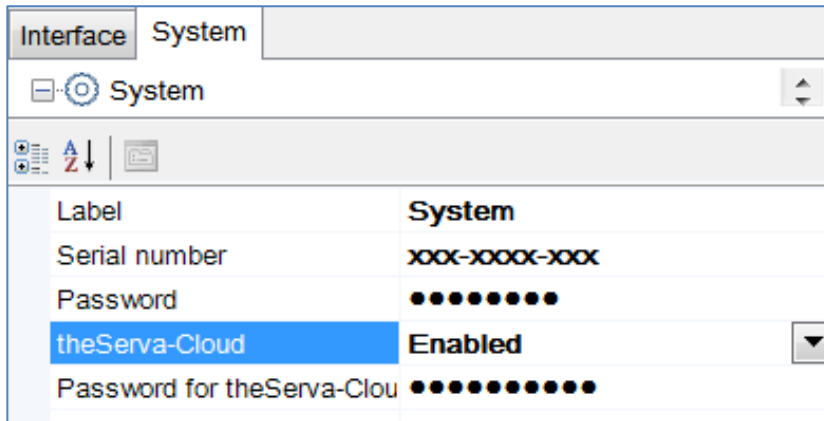 Interface System
System
A Z
Label System
Serial number xxx-xxxx-xxx
Password ●●●●●●●●
theServa-Cloud Enabled
Password for theServa-Clou ●●●●●●●●●●